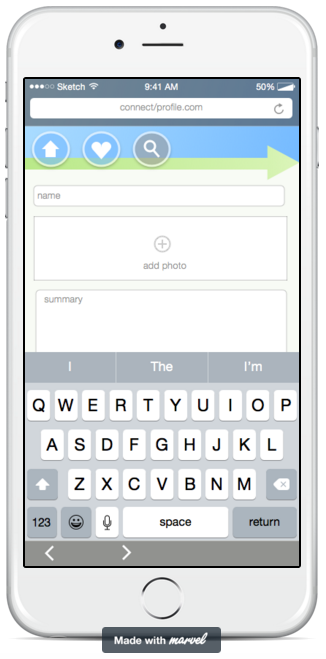 Sketch 9:41 AM 50%
connect/profile.com
name
add photo
summary
I The I'm
Q W E R T Y U I O P
A S D F G H J K L
Z X C V B N M
123 space return
Made with marvel